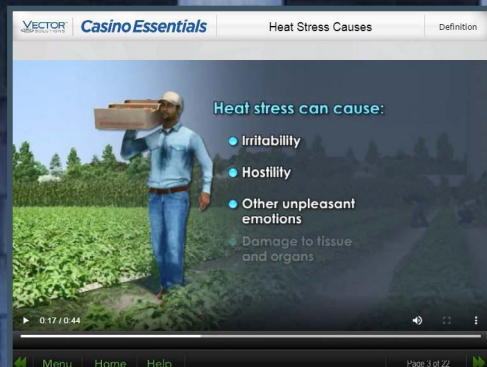 VECTOR SOLUTIONS
Casino Essentials
Heat Stress Causes
Definition
Heat stress can cause:
Irritability
Hostility
Other unpleasant
emotions
Damage to tissue
and organs
0:17 / 0:44
Menu Home Help
Page 3 of 22